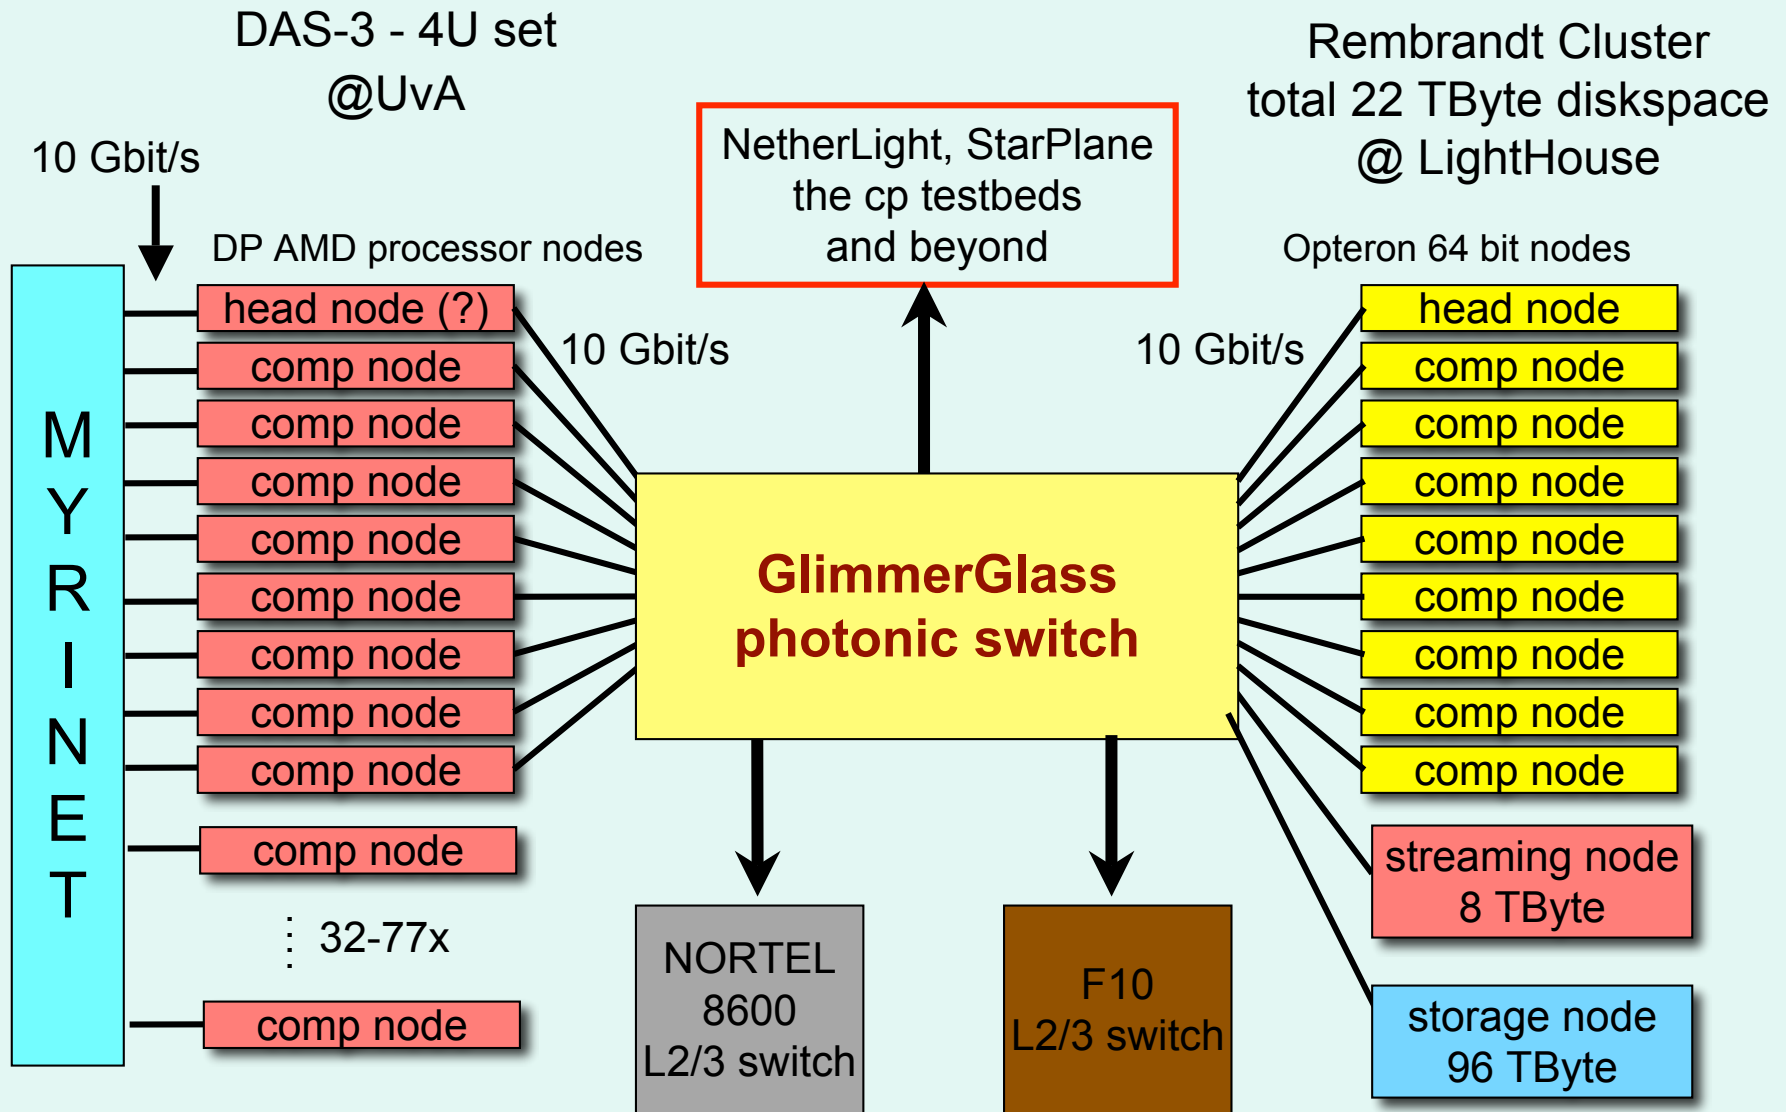 DAS-3 - 4U set
@UvA
10 Gbit/s
DP AMD processor nodes
MYRINET
head node (?)
comp node
comp node
comp node
comp node
comp node
comp node
comp node
comp node
comp node
32-77x
comp node
10 Gbit/s
NetherLight, StarPlane
the cp testbeds
and beyond
GlimmerGlass
photonic switch
NORTEL
8600
L2/3 switch
F10
L2/3 switch
Rembrandt Cluster
total 22 TByte diskspace
@ LightHouse
Opteron 64 bit nodes
10 Gbit/s
head node
comp node
comp node
comp node
comp node
comp node
comp node
comp node
comp node
streaming node
8 TByte
storage node
96 TByte